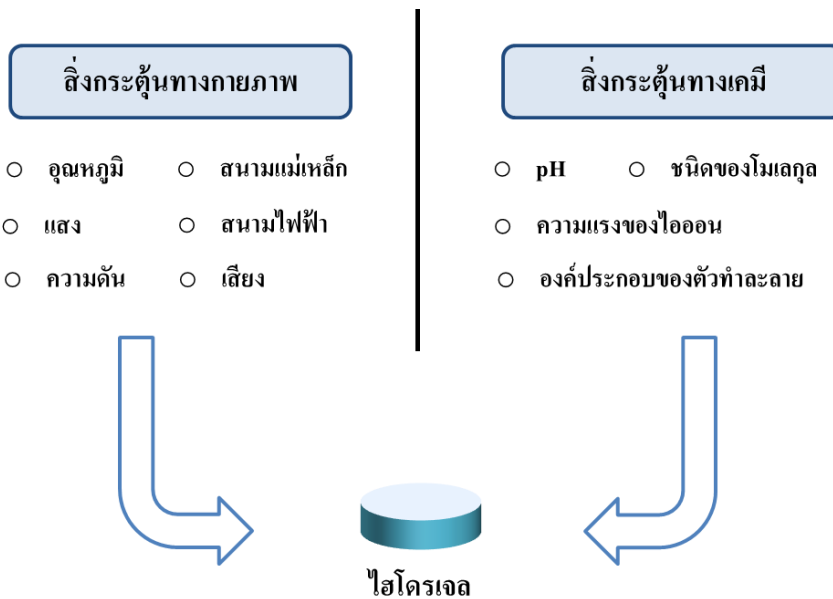 สิ่งกระตุ้นทางกายภาพ
อุณหภูมิ
สนามแม่เหล็ก
แสง
สนามไฟฟ้า
ความดัน
เสียง
สิ่งกระตุ้นทางเคมี
pH
ชนิดของโมเลกุล
ความแรงของไอออน
องค์ประกอบของตัวทำละลาย
ไฮโดรเจล